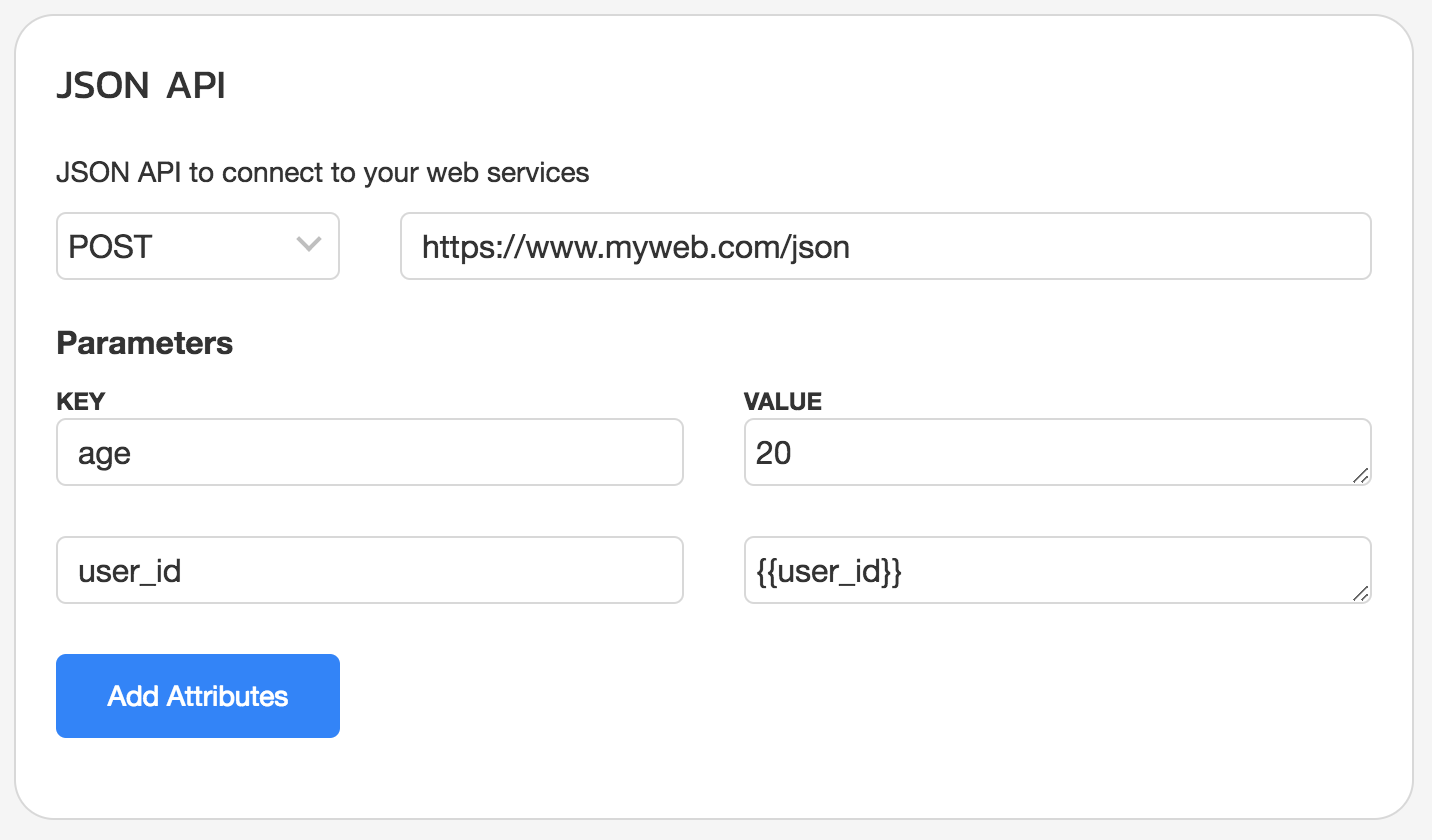 JSON API
JSON API to connect to your web services
POST https://www.myweb.com/json
Parameters
KEY VALUE
age 20
user_id {{user_id}}
Add Attributes